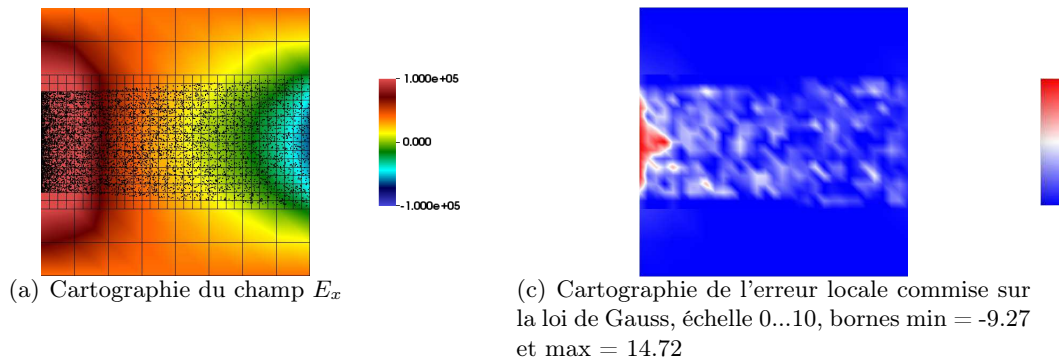 1.000e+05
0.000
-1.000e+05
(a) Cartographie du champ Ex
(c) Cartographie de l'erreur locale commise sur
la loi de Gauss, échelle 0...10, bornes min = -9.27
et max = 14.72